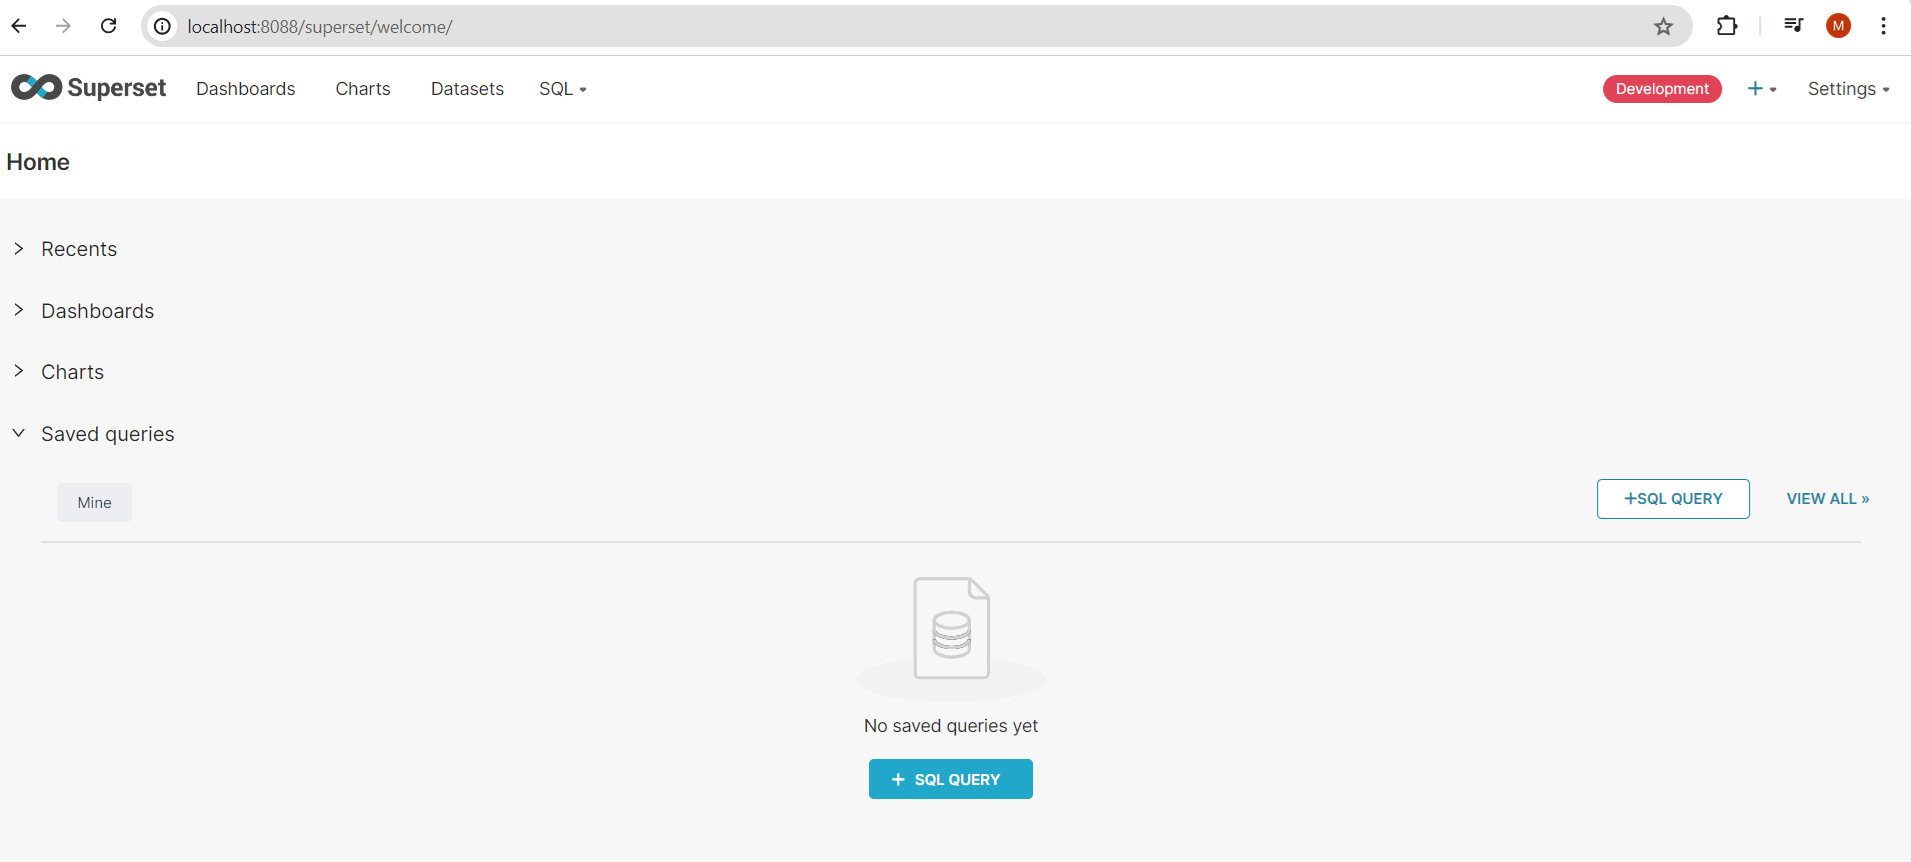 localhost:8088/superset/welcome/
M
Superset Dashboards Charts Datasets SQL Development + Settings
Home
Recents
Dashboards
Charts
Saved queries
Mine +SQL QUERY VIEW ALL »
No saved queries yet
+ SQL QUERY